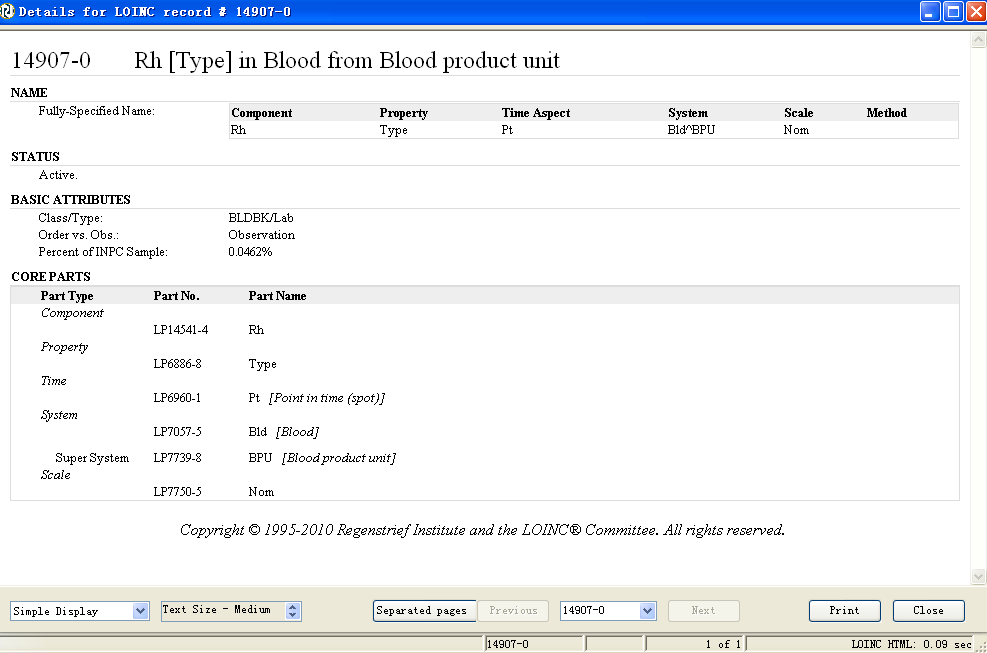 Details for LOINC record # 14907-0
14907-0 Rh [Type] in Blood from Blood product unit
NAME
Fully-Specified Name: Component Property Time Aspect System Scale Method
Rh Type Pt Bld^BPU Nom
STATUS
Active.
BASIC ATTRIBUTES
Class/Type: BLDBK/Lab
Order vs. Obs.: Observation
Percent of INPC Sample: 0.0462%
CORE PARTS
Part Type Part No. Part Name
Component
LP14541-4 Rh
Property
LP6886-8 Type
Time
LP6960-1 Pt [Point in time (spot)]
System
LP7057-5 Bld [Blood]
Super System LP7739-8 BPU [Blood product unit]
Scale
LP7750-5 Nom
Copyright © 1995-2010 Regenstrief Institute and the LOINC® Committee. All rights reserved.
Simple Display Text Size - Medium Separated pages Previous 14907-0 Next Print Close
14907-0 1 of 1 LOINC HTML: 0.09 sec